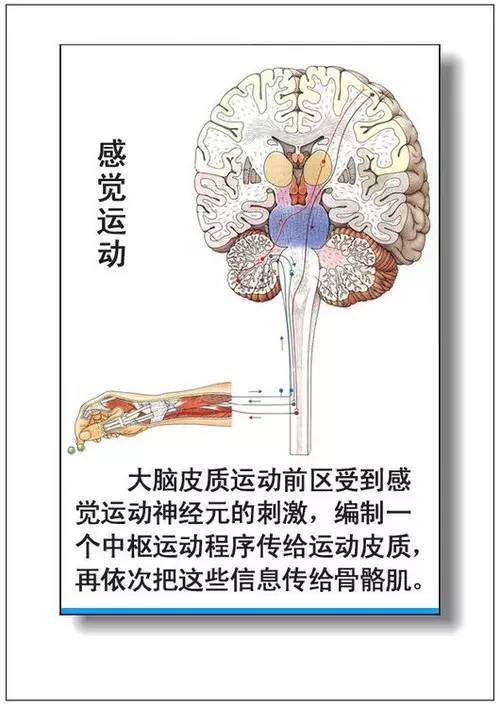 感觉运动
大脑皮质运动前区受到感
觉运动神经元的刺激，编制一
个中枢运动程序传给运动皮质，
再依次把这些信息传给骨骼肌。